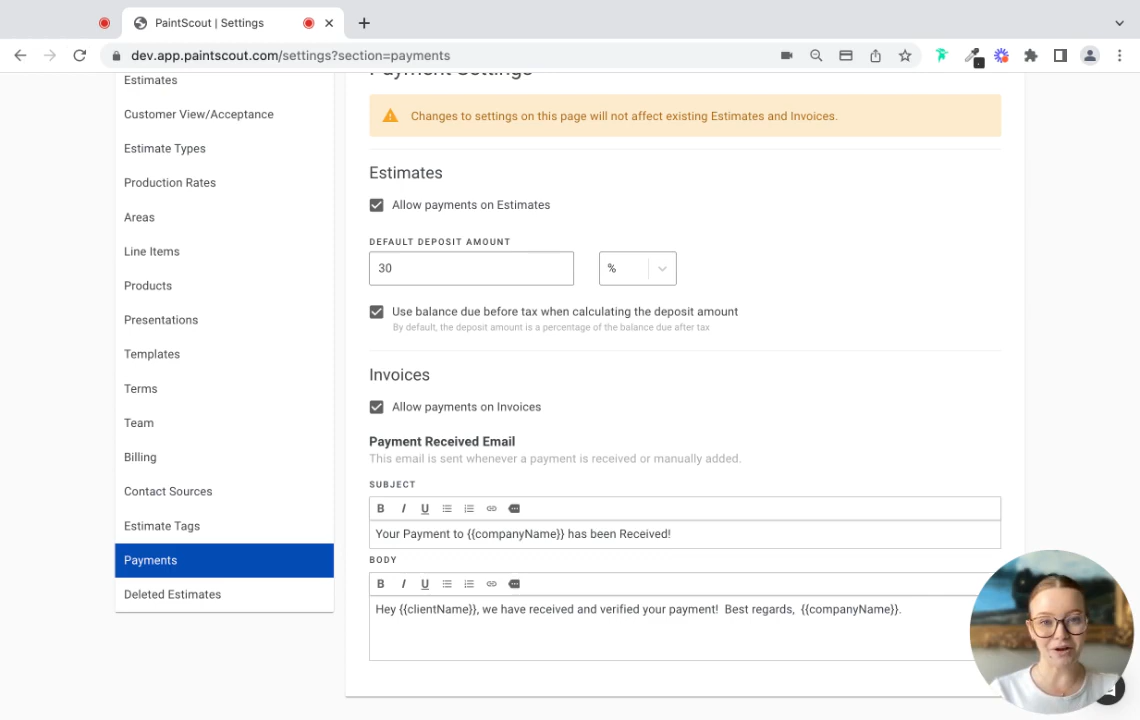 PaintScout | Settings
dev.app.paintscout.com/settings?section=payments
Estimates
Customer View/Acceptance
Estimate Types
Production Rates
Areas
Line Items
Products
Presentations
Templates
Terms
Team
Billing
Contact Sources
Estimate Tags
Payments
Deleted Estimates
Payment Settings
Changes to settings on this page will not affect existing Estimates and Invoices.
Estimates
Allow payments on Estimates
DEFAULT DEPOSIT AMOUNT
30 %
Use balance due before tax when calculating the deposit amount
By default, the deposit amount is a percentage of the balance due after tax
Invoices
Allow payments on Invoices
Payment Received Email
This email is sent whenever a payment is received or manually added.
SUBJECT
B I U
Your Payment to {{companyName}} has been Received!
BODY
B I U
Hey {{clientName}}, we have received and verified your payment!  Best regards,  {{companyName}}.